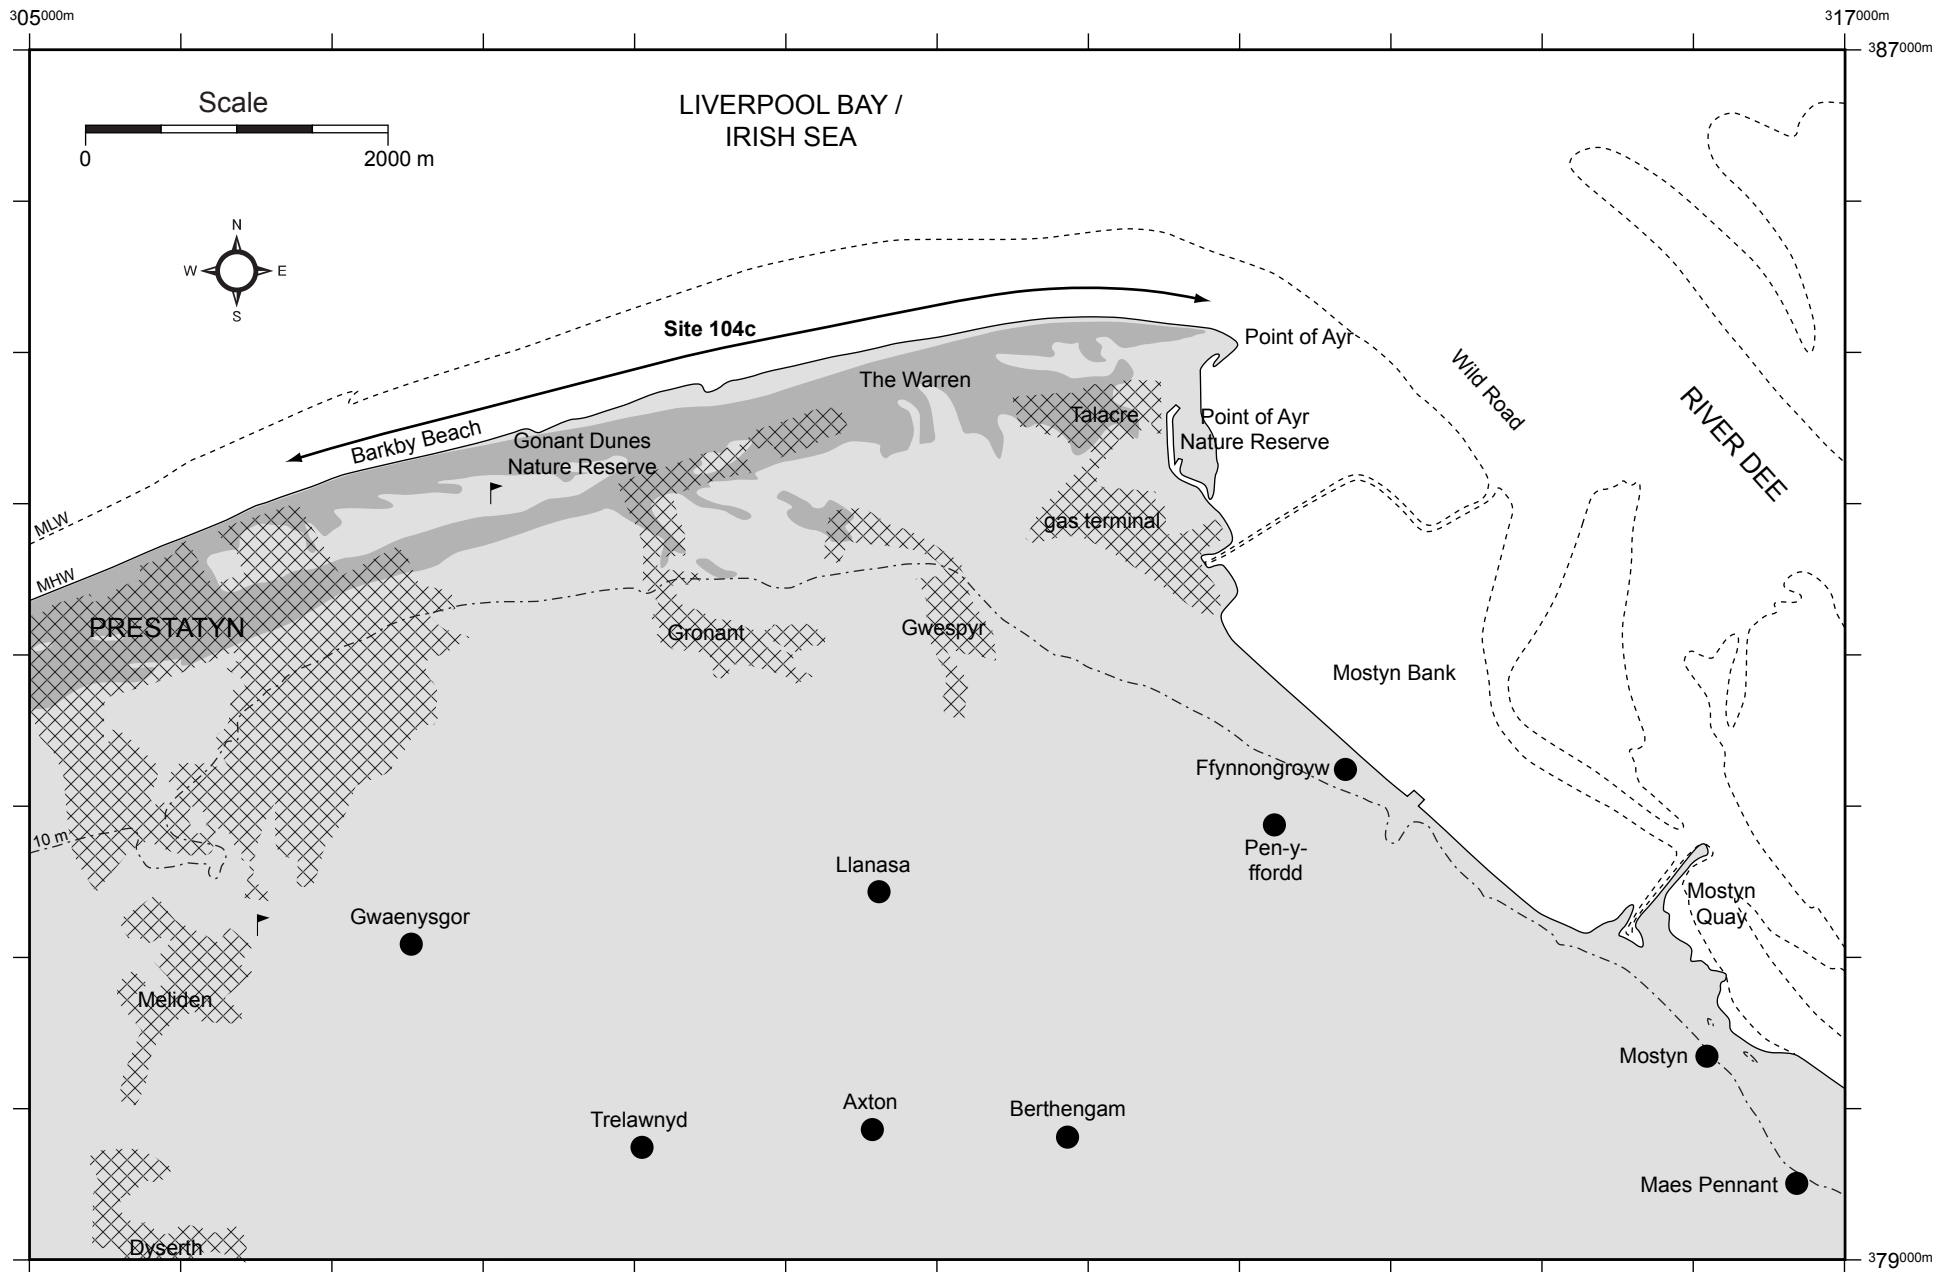 305000m
317000m
387000m
Scale
0
2000 m
LIVERPOOL BAY /
IRISH SEA
N
W
E
S
Site 104c
Point of Ayr
Wild Road
RIVER DEE
The Warren
Talacre
Point of Ayr
Nature Reserve
Barkby Beach
Gonant Dunes
Nature Reserve
MLW
MHW
gas terminal
PRESTATYN
Gronant
Gwespyr
Mostyn Bank
Ffynnongroyw
10 m
Pen-y-
ffordd
Llanasa
Mostyn
Quay
Gwaenysgor
Meliden
Mostyn
Axton
Berthengam
Trelawnyd
Maes Pennant
Dyserth
379000m